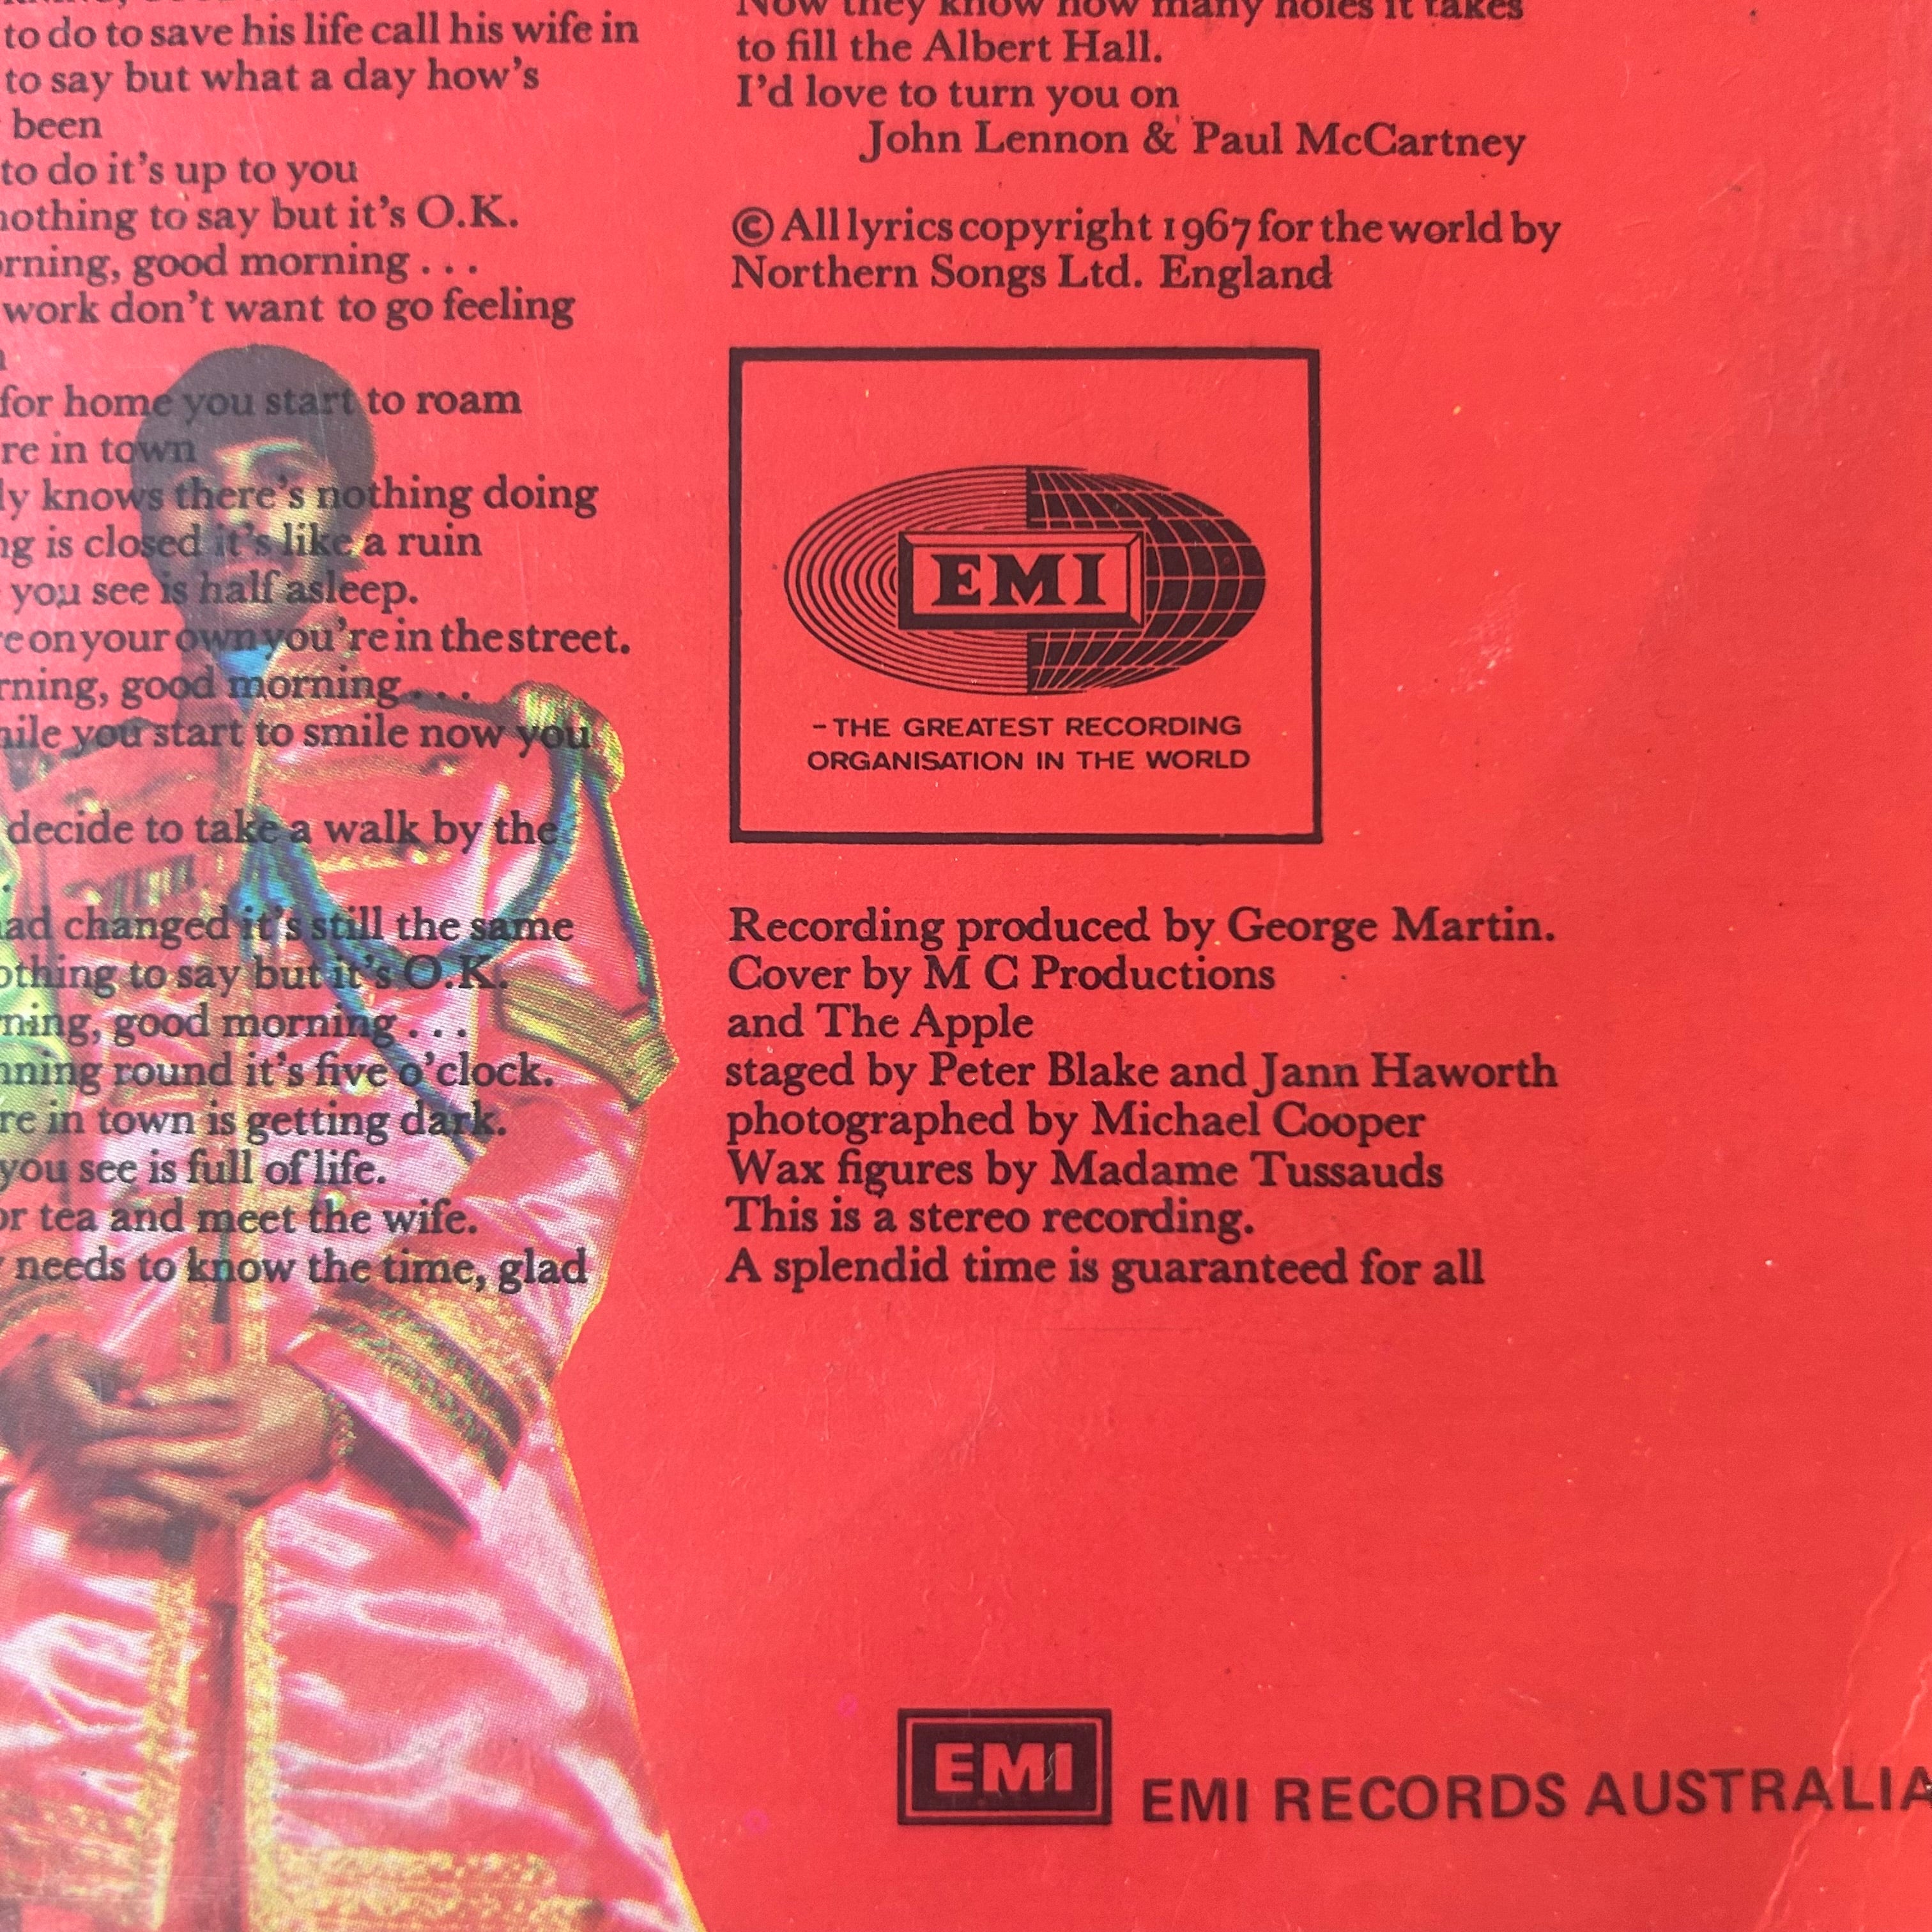 to do to save his life call his wife in
to say but what a day how's
been
to do it's up to you
nothing to say but it's O.K.
rning, good morning . . .
work don't want to go feeling
for home you start to roam
re in town
ly knows there's nothing doing
ng is closed it's like a ruin
you see is half asleep.
re on your own you're in the street.
rning, good morning . . .
hile you start to smile now you
decide to take a walk by the
had changed it's still the same
othing to say but it's O.K.
ning, good morning . . .
nning round it's five o'clock.
re in town is getting dark.
you see is full of life.
or tea and meet the wife.
needs to know the time, glad
Now they know how many holes it takes
to fill the Albert Hall.
I'd love to turn you on
John Lennon & Paul McCartney
© All lyrics copyright 1967 for the world by
Northern Songs Ltd. England
EMI
- THE GREATEST RECORDING
ORGANISATION IN THE WORLD
Recording produced by George Martin.
Cover by M C Productions
and The Apple
staged by Peter Blake and Jann Haworth
photographed by Michael Cooper
Wax figures by Madame Tussauds
This is a stereo recording.
A splendid time is guaranteed for all
EMI EMI RECORDS AUSTRALIA